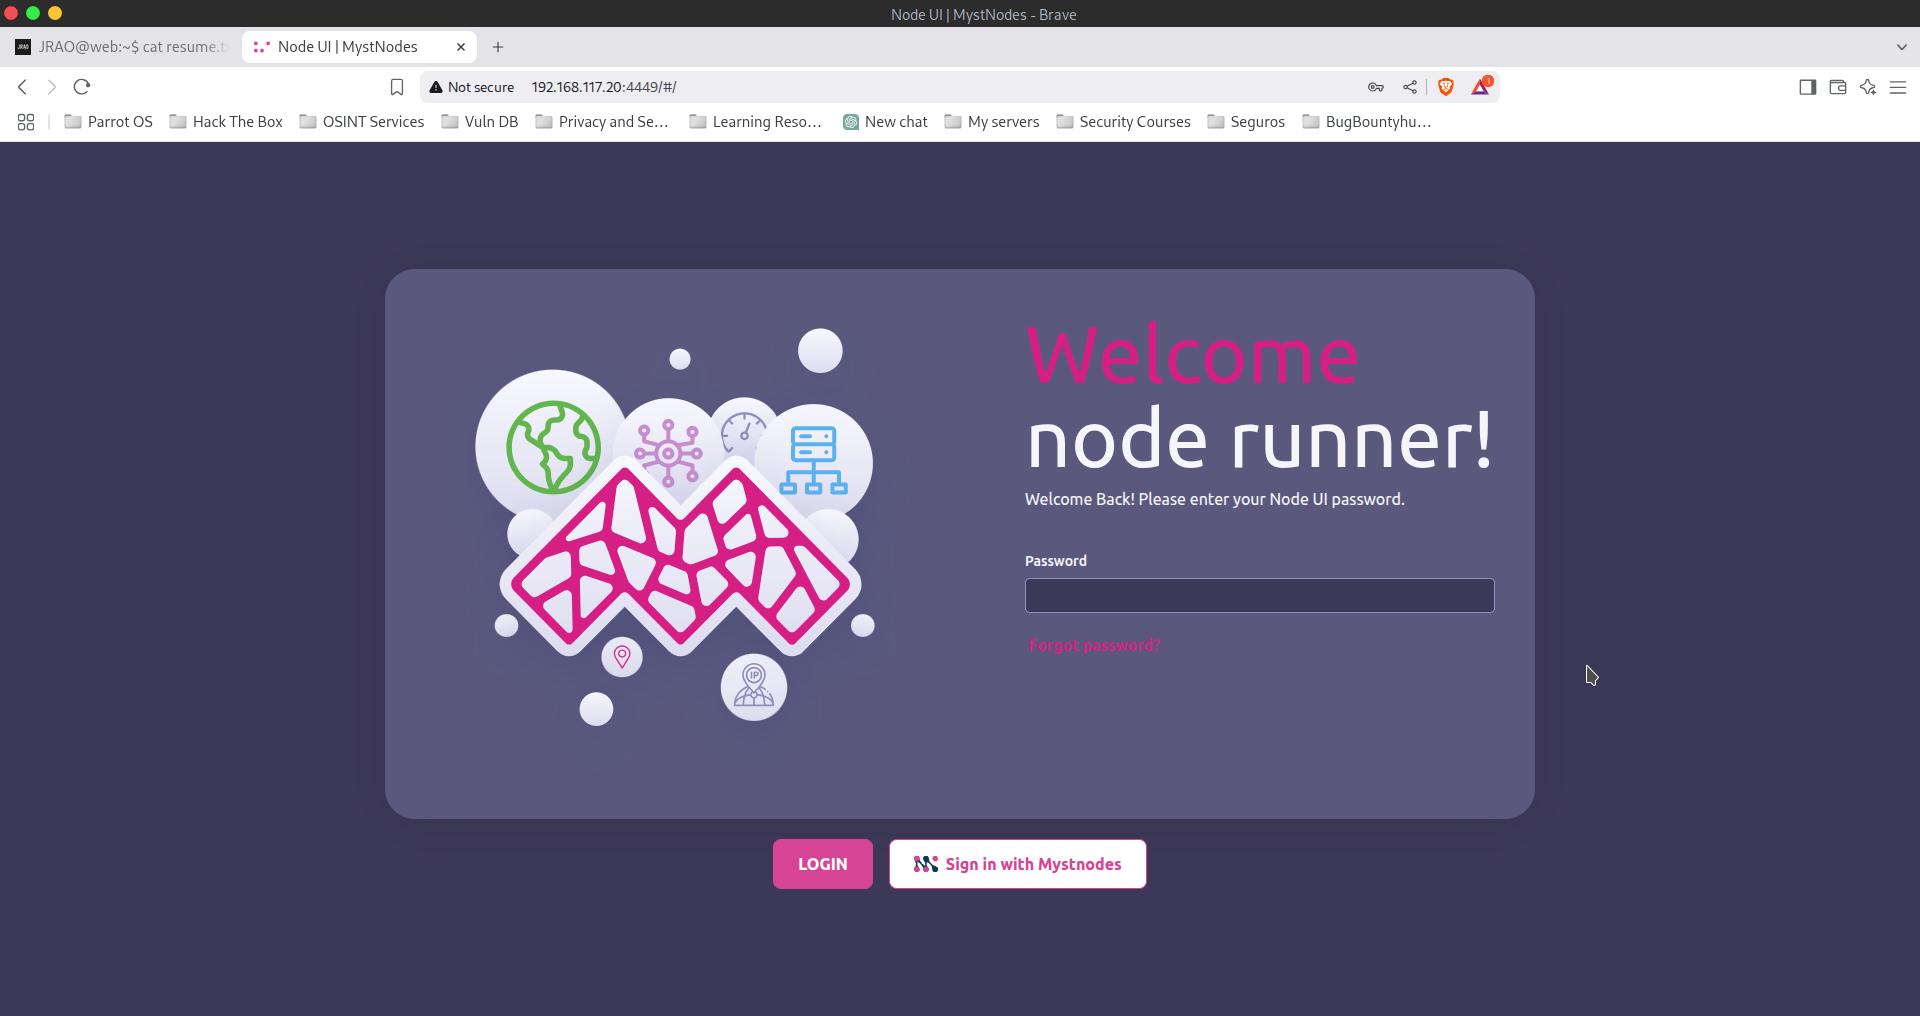 Node UI | MystNodes - Brave
JRAO@web:~$ cat resume.t
Node UI | MystNodes
Not secure 192.168.117.20:4449/#/
1
Parrot OS Hack The Box OSINT Services Vuln DB Privacy and Se... Learning Reso... New chat My servers Security Courses Seguros BugBountyhu...
Welcome
node runner!
Welcome Back! Please enter your Node UI password.
Password
Forgot password?
IP
LOGIN Sign in with Mystnodes